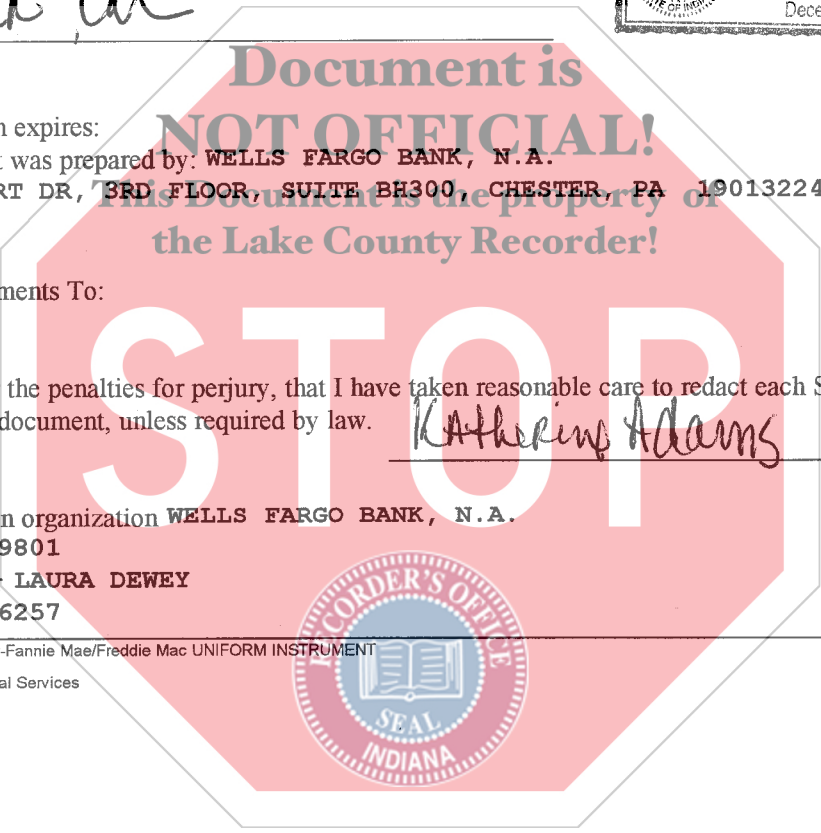 OF INDI
Dece
Document is
NOT OFFICIAL!
n expires:
t was prepared by: WELLS FARGO BANK, N.A.
RT DR, 3RD FLOOR, SUITE BH300, CHESTER, PA 19013224
This Document is the property of
the Lake County Recorder!
ments To:
STOP
the penalties for perjury, that I have taken reasonable care to redact each S
document, unless required by law. Katherine Adams
n organization WELLS FARGO BANK, N.A.
9801
- LAURA DEWEY
6257
-Fannie Mae/Freddie Mac UNIFORM INSTRUMENT
al Services
RECORDER'S OFFICE
SEAL
INDIANA